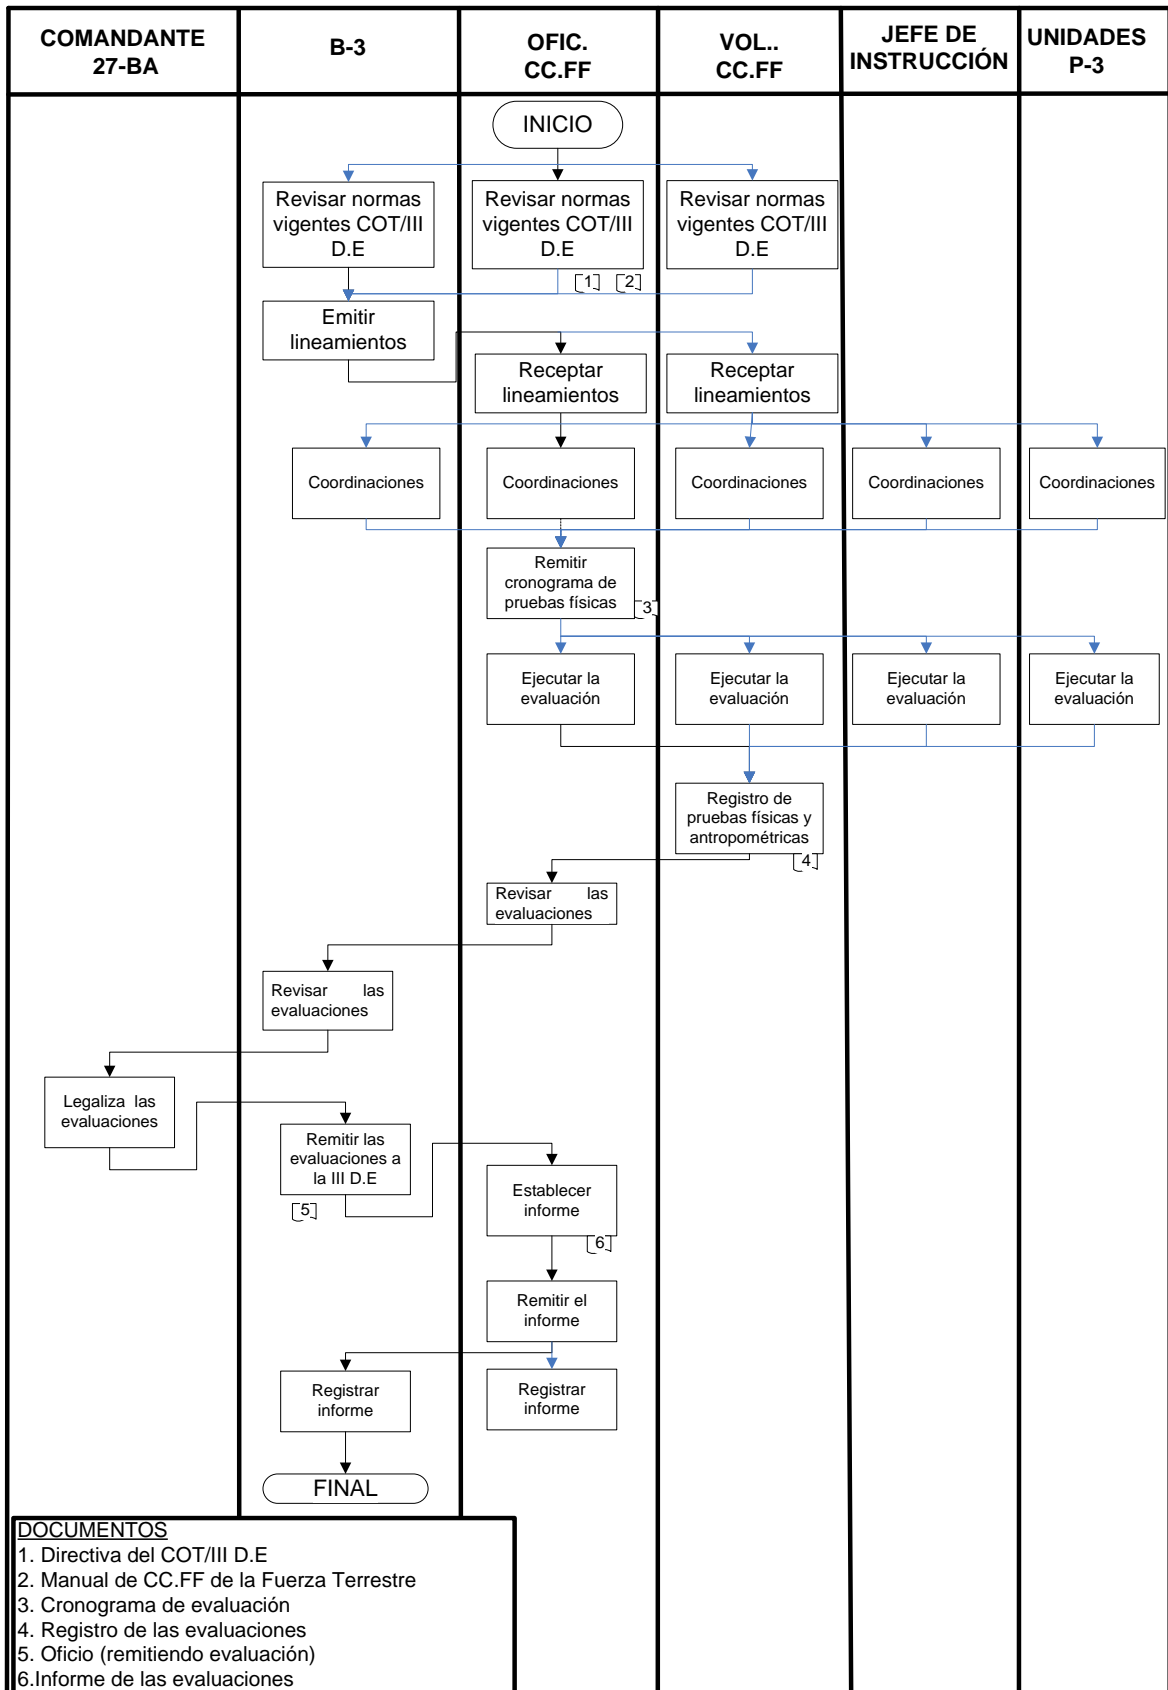 COMANDANTE
27-BA
B-3
OFIC.
CC.FF
VOL..
CC.FF
JEFE DE
INSTRUCCIÓN
UNIDADES
P-3
INICIO
Revisar normas
vigentes COT/III
D.E
Revisar normas
vigentes COT/III
D.E
Revisar normas
vigentes COT/III
D.E
1
2
Emitir
lineamientos
Receptar
lineamientos
Receptar
lineamientos
Coordinaciones
Coordinaciones
Coordinaciones
Coordinaciones
Coordinaciones
Remitir
cronograma de
pruebas físicas
3
Ejecutar la
evaluación
Ejecutar la
evaluación
Ejecutar la
evaluación
Ejecutar la
evaluación
Registro de
pruebas físicas y
antropométricas
4
Revisar las
evaluaciones
Revisar las
evaluaciones
Legaliza las
evaluaciones
Remitir las
evaluaciones a
la III D.E
5
Establecer
informe
6
Remitir el
informe
Registrar
informe
Registrar
informe
FINAL
DOCUMENTOS
1. Directiva del COT/III D.E
2. Manual de CC.FF de la Fuerza Terrestre
3. Cronograma de evaluación
4. Registro de las evaluaciones
5. Oficio (remitiendo evaluación)
6.Informe de las evaluaciones